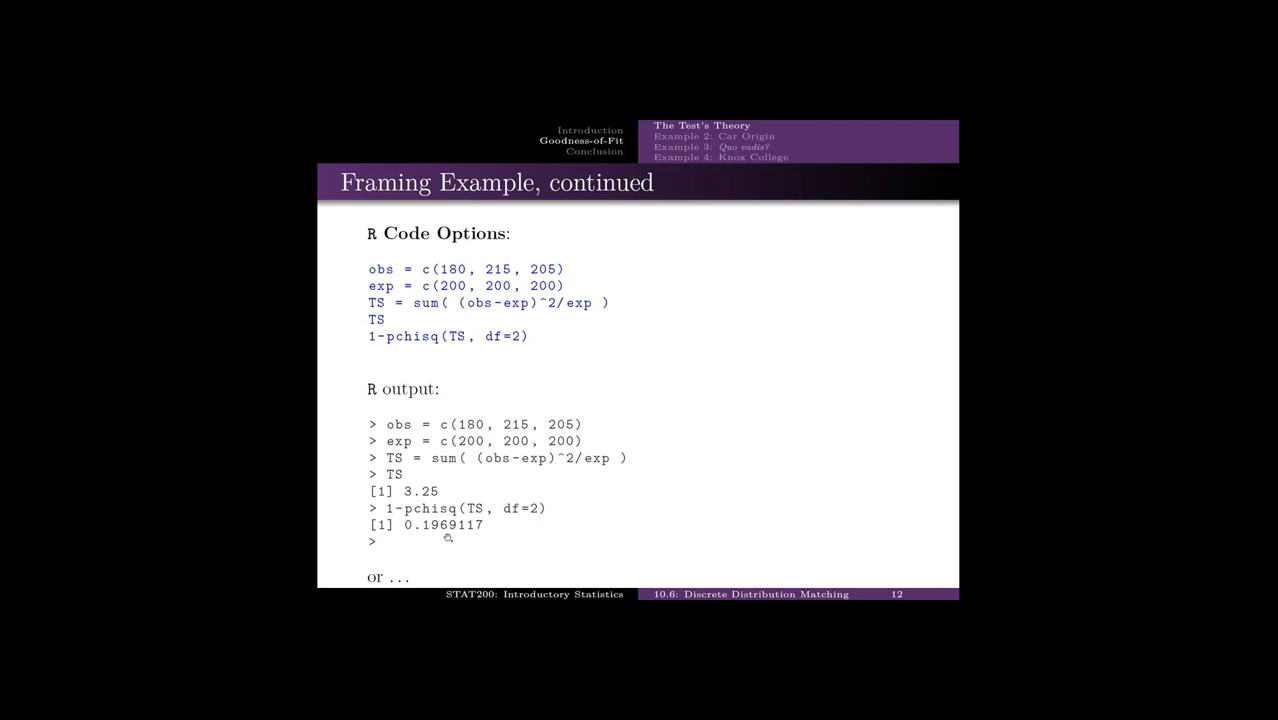 Introduction
Goodness-of-Fit
Conclusion
The Test's Theory
Example 2: Car Origin
Example 3: Quo vadis?
Example 4: Knox College
Framing Example, continued
R Code Options:
obs = c(180, 215, 205)
exp = c(200, 200, 200)
TS = sum( (obs-exp)^2/exp )
TS
1-pchisq(TS, df=2)
R output:
> obs = c(180, 215, 205)
> exp = c(200, 200, 200)
> TS = sum( (obs-exp)^2/exp )
> TS
[1] 3.25
> 1-pchisq(TS, df=2)
[1] 0.1969117
>
or ...
STAT200: Introductory Statistics
10.6: Discrete Distribution Matching
12